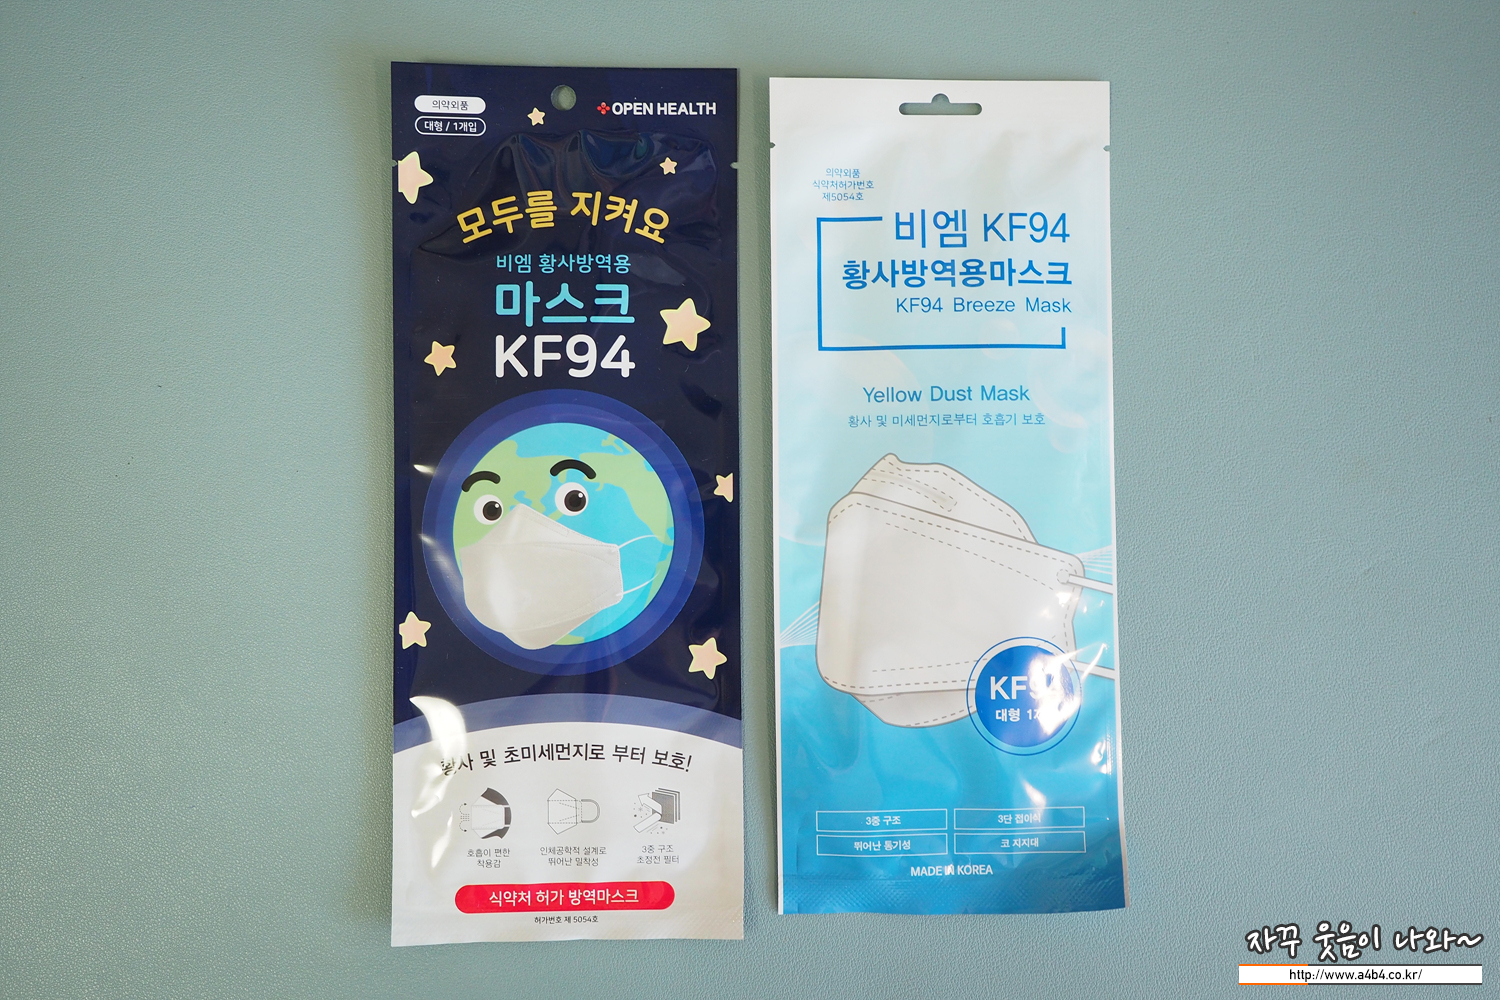 의약외품
대형 / 1개입
OPEN HEALTH
모두를 지켜요
비엠 황사방역용
마스크
KF94
황사 및 초미세먼지로 부터 보호!
호흡이 편한
착용감
인체공학적 설계로
뛰어난 밀착성
3중 구조
초정전 필터
식약처 허가 방역마스크
허가번호 제 5054호
의약외품
식약처허가번호
제5054호
비엠 KF94
황사방역용마스크
KF94 Breeze Mask
Yellow Dust Mask
황사 및 미세먼지로부터 호흡기 보호
KF94
대형
3중 구조
3단 접이식
뛰어난 통기성
코 지지대
MADE IN KOREA
자꾸 웃음이 나와~
http://www.a4b4.co.kr/